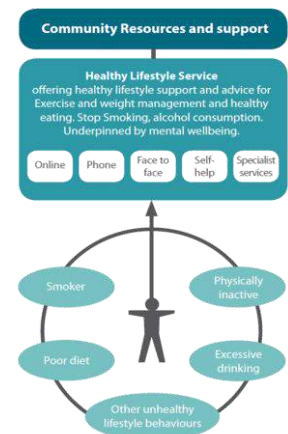 Community Resources and support
Healthy Lifestyle Service
offering healthy lifestyle support and advice for
Exercise and weight management and healthy
eating. Stop Smoking, alcohol consumption.
Underpinned by mental wellbeing.
Online
Phone
Face to
face
Self-
help
Specialist
services
Smoker
Physically
inactive
Poor diet
Excessive
drinking
Other unhealthy
lifestyle behaviours